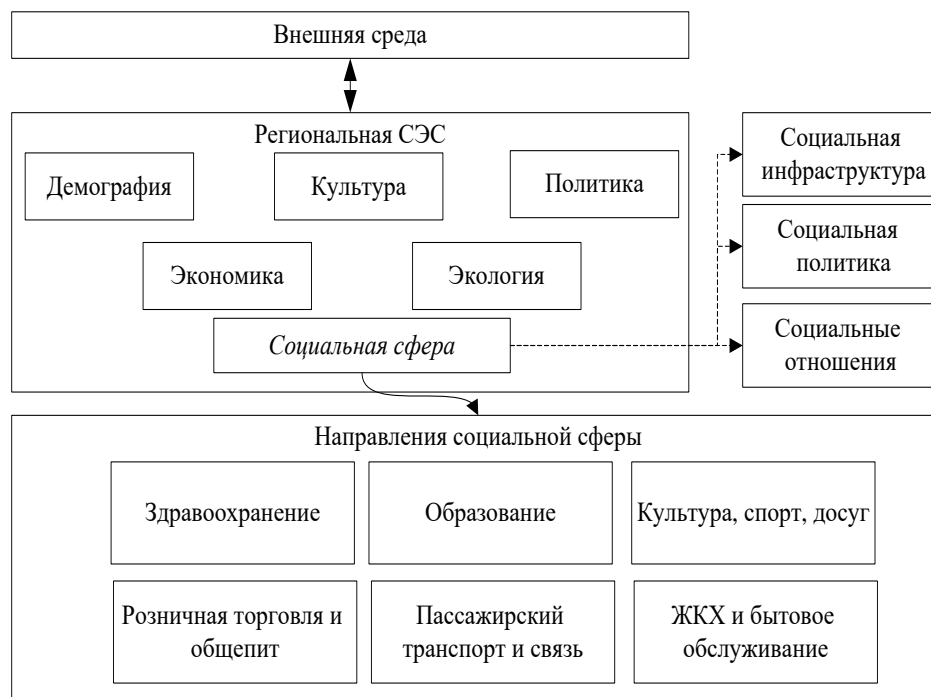 Внешняя среда
Региональная СЭС
Демография
Культура
Политика
Экономика
Экология
Социальная сфера
Социальная
инфраструктура
Социальная
политика
Социальные
отношения
Направления социальной сферы
Здравоохранение
Образование
Культура, спорт, досуг
Розничная торговля и
общепит
Пассажирский
транспорт и связь
ЖКХ и бытовое
обслуживание